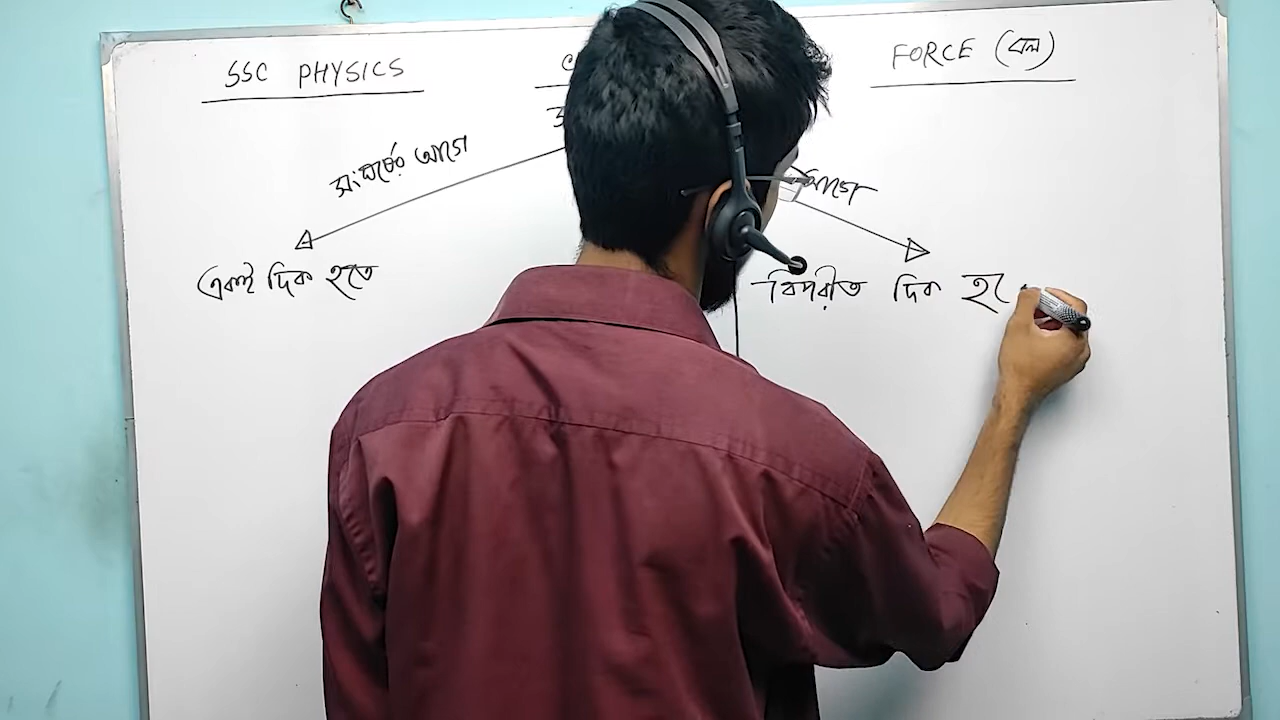 SSC PHYSICS
FORCE (বল)
সংঘর্ষের আগে
আগে
একই দিক হতে
বিপরীত দিক হ